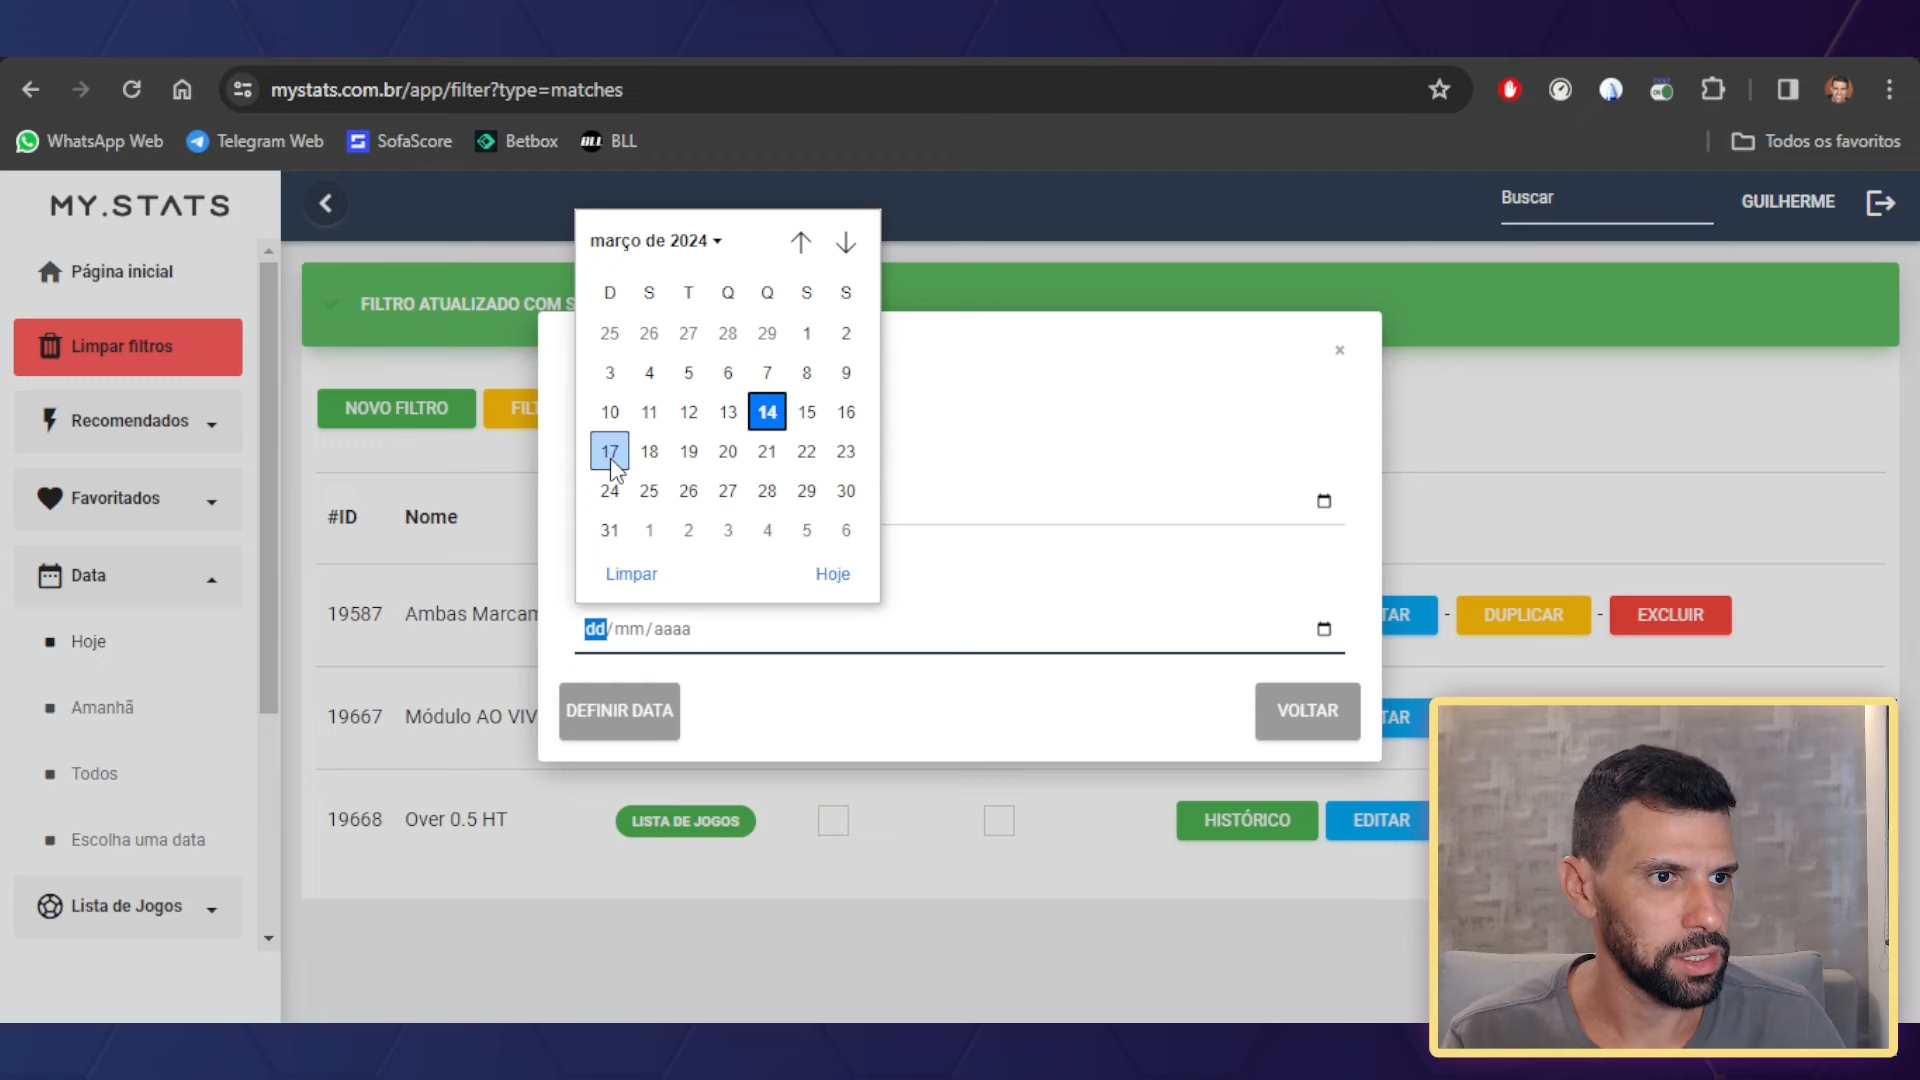 mystats.com.br/app/filter?type=matches
WhatsApp Web
Telegram Web
SofaScore
Betbox
BLL BLL
Todos os favoritos
MY.STATS
Buscar
GUILHERME
Página inicial
Limpar filtros
Recomendados
Favoritados
Data
Hoje
Amanhã
Todos
Escolha uma data
Lista de Jogos
FILTRO ATUALIZADO COM S
NOVO FILTRO
FIL
março de 2024
D S T Q Q S S
25 26 27 28 29 1 2
3 4 5 6 7 8 9
10 11 12 13 14 15 16
17 18 19 20 21 22 23
24 25 26 27 28 29 30
31 1 2 3 4 5 6
Limpar Hoje
×
dd/mm/aaaa
DEFINIR DATA
VOLTAR
#ID Nome
19587 Ambas Marcam
TAR - DUPLICAR - EXCLUIR
19667 Módulo AO VIV
TAR
19668 Over 0.5 HT LISTA DE JOGOS HISTÓRICO EDITAR